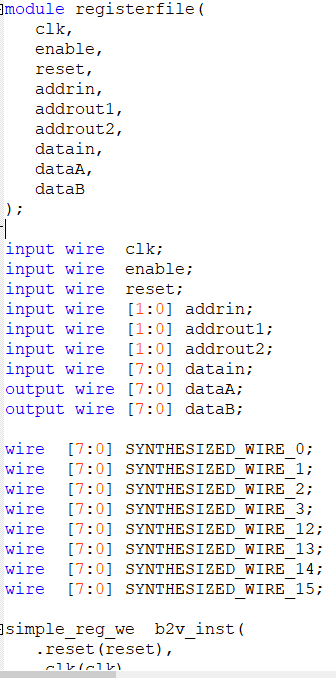 module registerfile(
clk,
enable,
reset,
addrin,
addrout1,
addrout2,
datain,
dataA,
dataB
);
input wire  clk;
input wire  enable;
input wire  reset;
input wire  [1:0] addrin;
input wire  [1:0] addrout1;
input wire  [1:0] addrout2;
input wire  [7:0] datain;
output wire [7:0] dataA;
output wire [7:0] dataB;
wire  [7:0] SYNTHESIZED_WIRE_0;
wire  [7:0] SYNTHESIZED_WIRE_1;
wire  [7:0] SYNTHESIZED_WIRE_2;
wire  [7:0] SYNTHESIZED_WIRE_3;
wire  [7:0] SYNTHESIZED_WIRE_12;
wire  [7:0] SYNTHESIZED_WIRE_13;
wire  [7:0] SYNTHESIZED_WIRE_14;
wire  [7:0] SYNTHESIZED_WIRE_15;
simple_reg_we  b2v_inst(
.reset(reset),
.clk(clk)